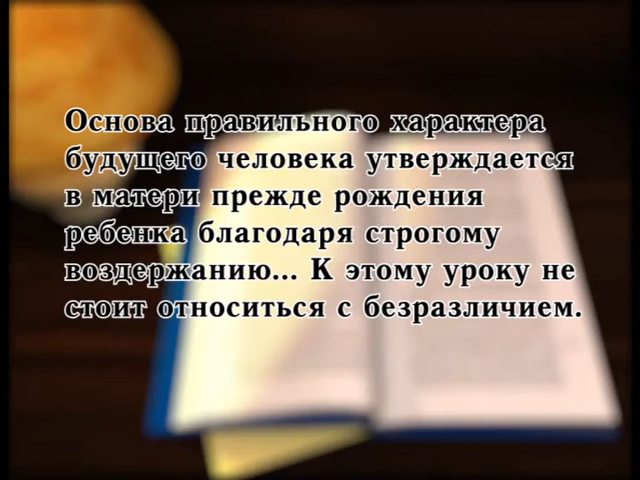 Основа правильного характера
будущего человека утверждается
в матери прежде рождения
ребенка благодаря строгому
воздержанию... К этому уроку не
стоит относиться с безразличием.